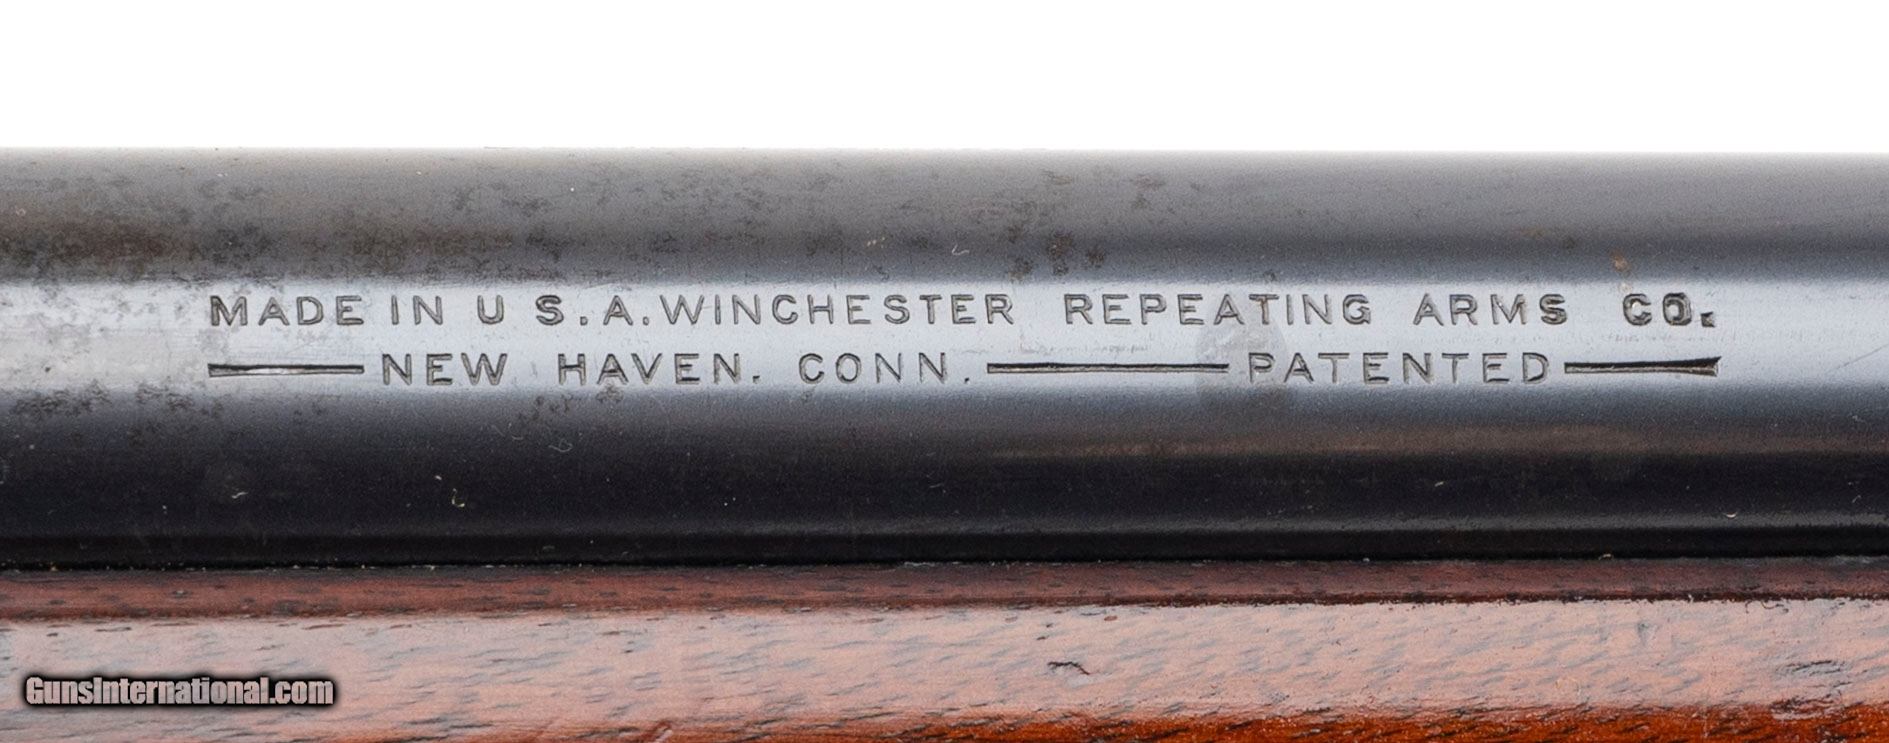 MADE IN U S.A. WINCHESTER REPEATING ARMS CO.
NEW HAVEN. CONN. PATENTED
GunsInternational.com